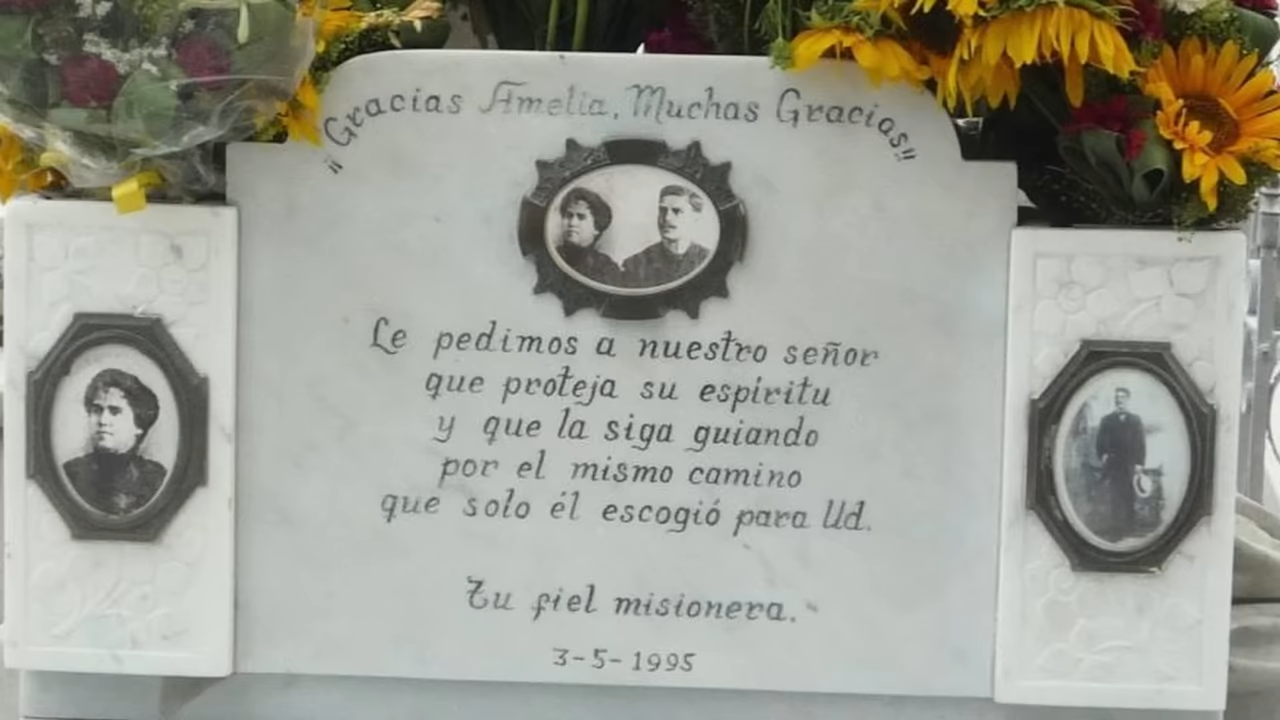 ¡¡Gracias Amelia, Muchas Gracias!!
Le pedimos a nuestro señor
que proteja su espíritu
y que la siga guiando
por el mismo camino
que solo él escogió para Ud.
Tu fiel misionera.
3-5-1995